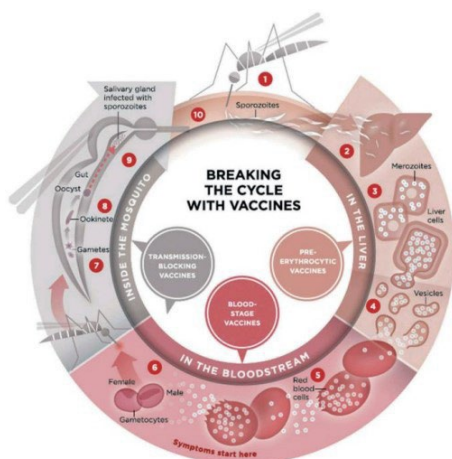 1
10
Sporozoites
Salivary gland
infected with
sporozoites
9
2
BREAKING
THE CYCLE
WITH VACCINES
Merozoites
3
Gut
Oocyst
8
Liver
cells
Ookinete
Gametes
7
INSIDE THE MOSQUITO
IN THE LIVER
TRANSMISSION-
BLOCKING
VACCINES
PRE-
ERYTHROCYTIC
VACCINES
BLOOD-
STAGE
VACCINES
Vesicles
4
IN THE BLOODSTREAM
6
Female
Male
Gametocytes
5
Red
blood
cells
Symptoms start here